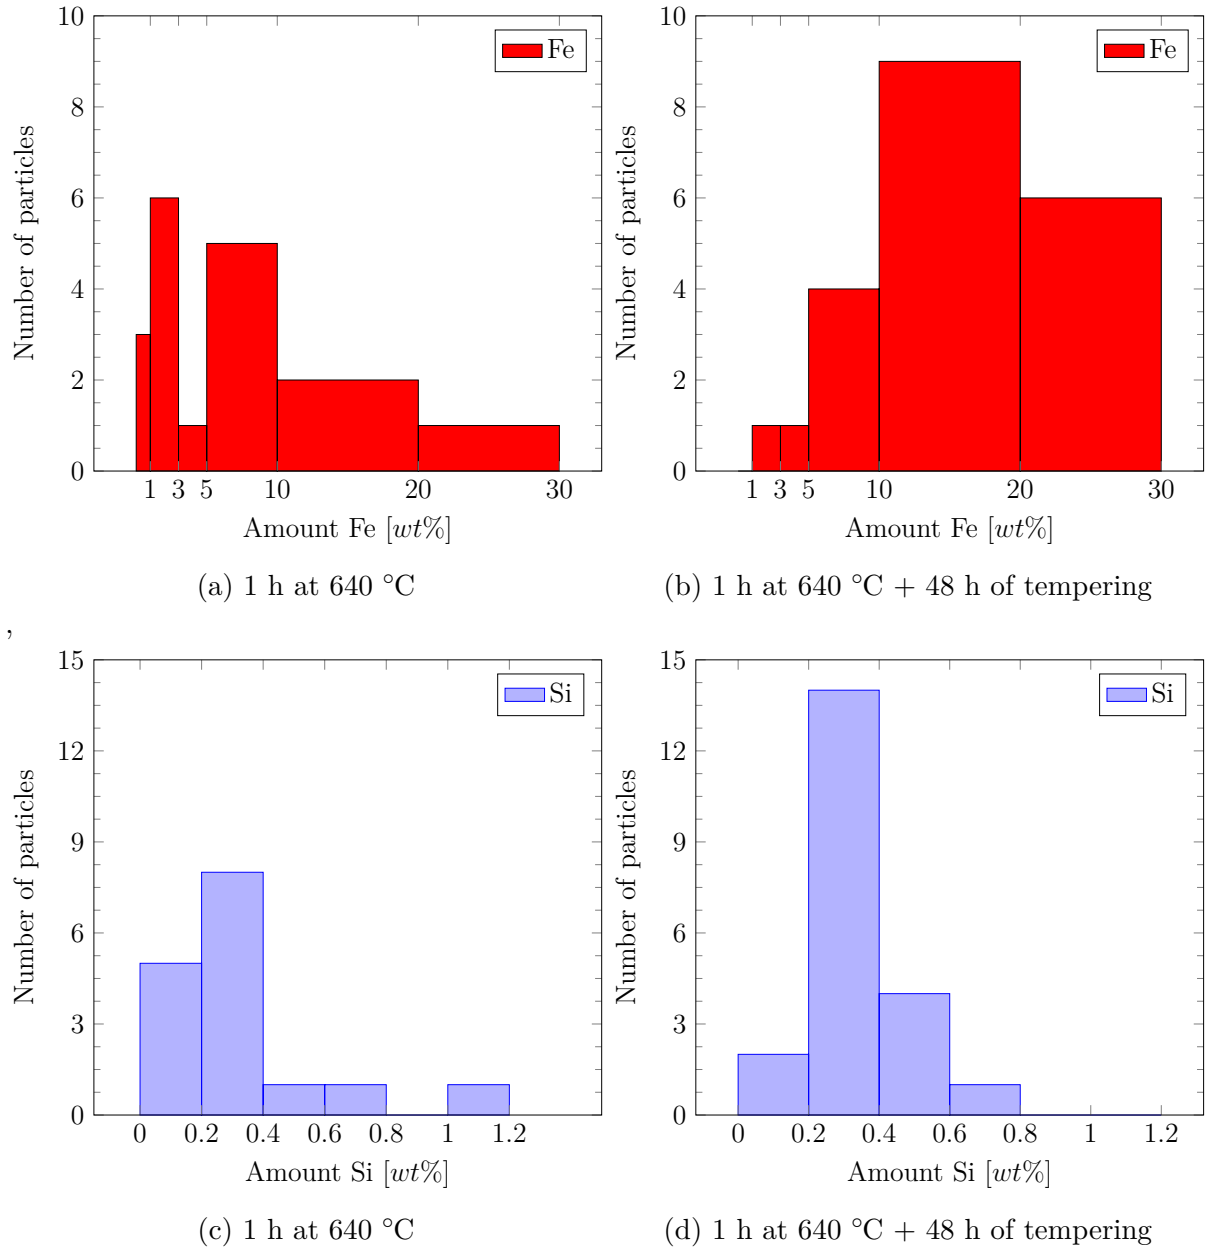 10
8
6
4
2
0
Number of particles
Fe
1 3 5 10 20 30
Amount Fe [wt%]
(a) 1 h at 640 °C
10
8
6
4
2
0
Number of particles
Fe
1 3 5 10 20 30
Amount Fe [wt%]
(b) 1 h at 640 °C + 48 h of tempering
,
15
12
9
6
3
0
Number of particles
Si
0 0.2 0.4 0.6 0.8 1 1.2
Amount Si [wt%]
(c) 1 h at 640 °C
15
12
9
6
3
0
Number of particles
Si
0 0.2 0.4 0.6 0.8 1 1.2
Amount Si [wt%]
(d) 1 h at 640 °C + 48 h of tempering